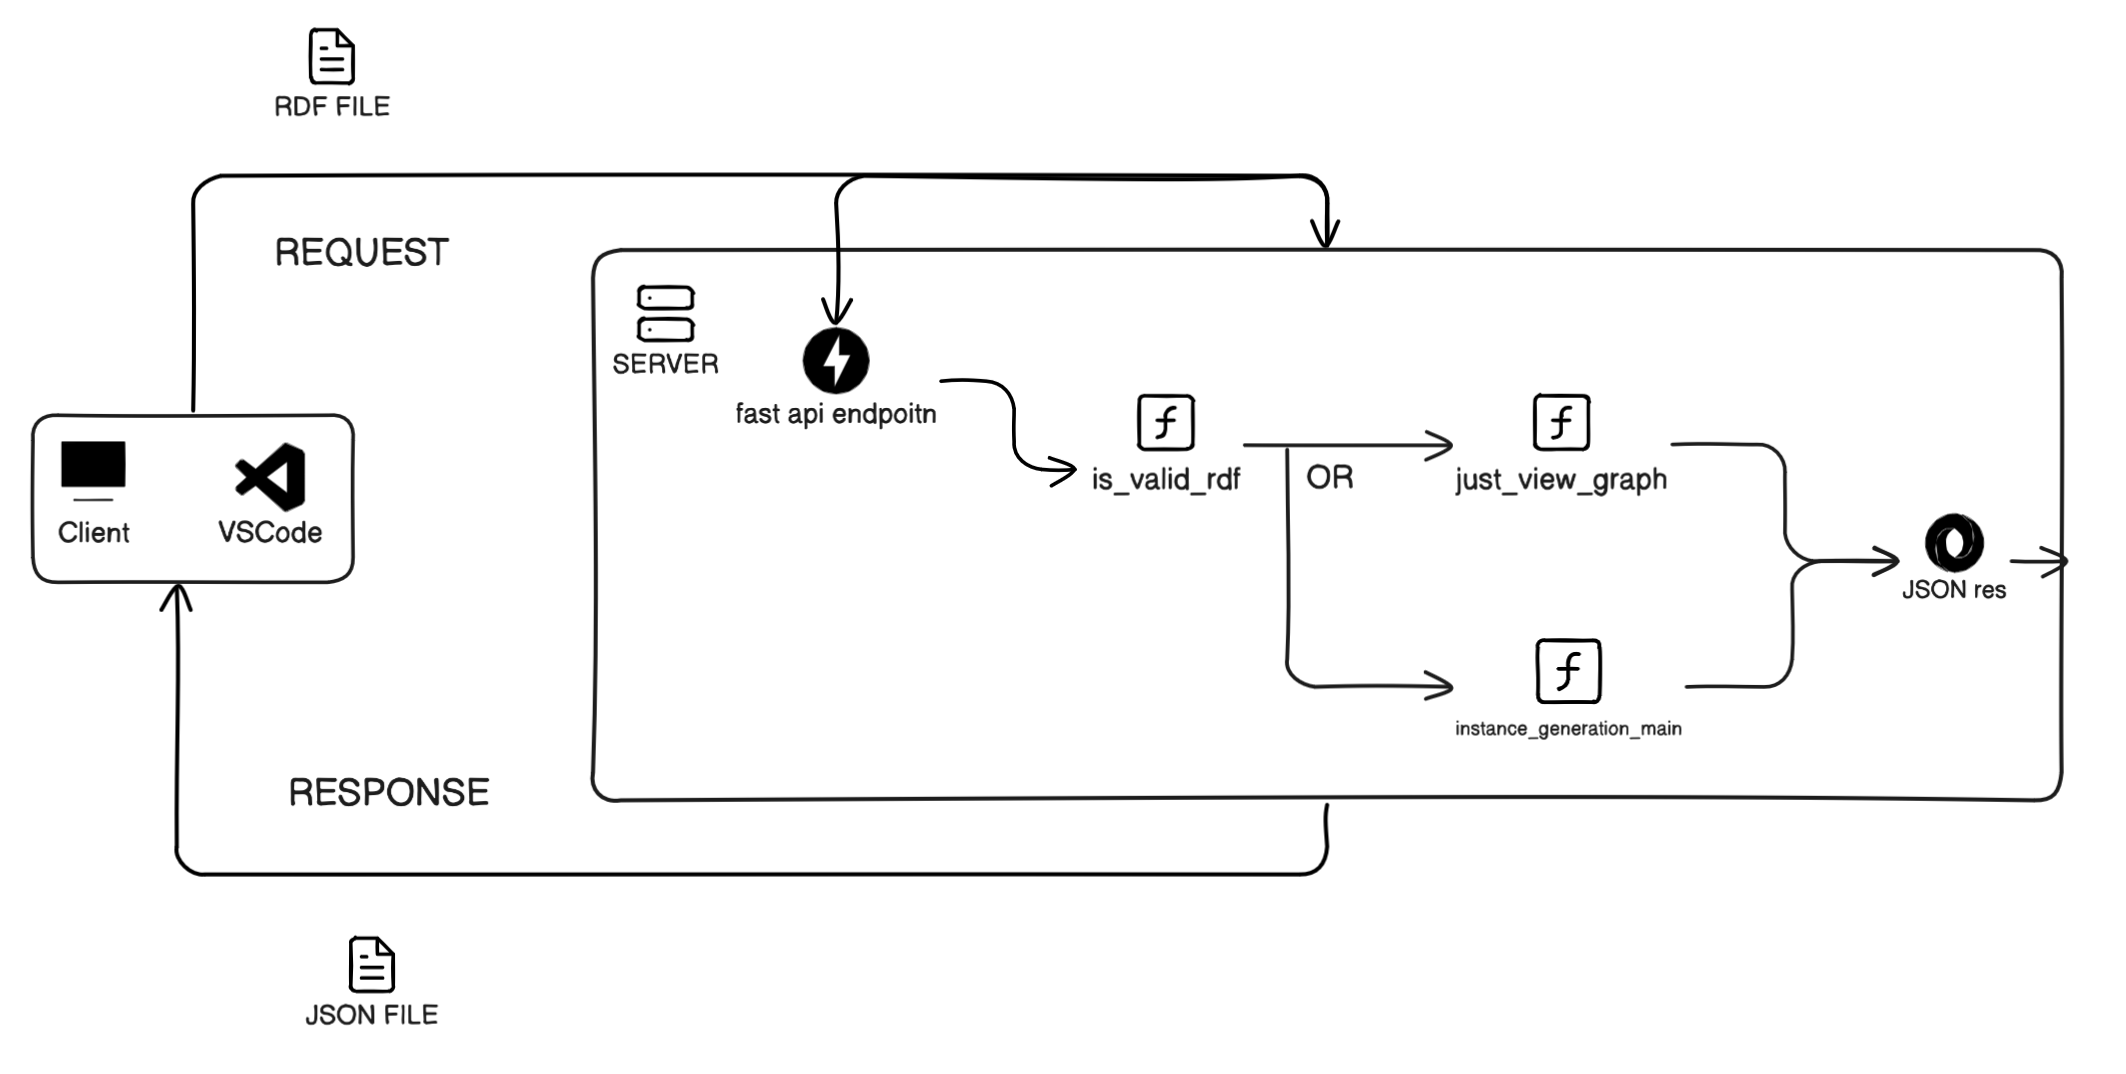 RDF FILE
REQUEST
SERVER
fast api endpoitn
is_valid_rdf
OR
just_view_graph
Client
VSCode
JSON res
instance_generation_main
RESPONSE
JSON FILE